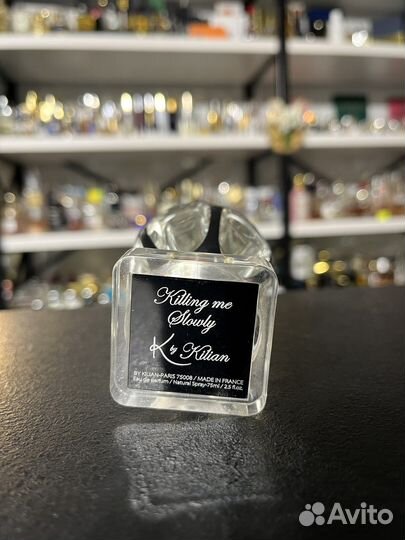 Killing me
Slowly
K by Kilian
BY KILIAN-PARIS 75008 / MADE IN FRANCE
Eau de parfum / Natural Spray-75ml / 2.5 fl.oz.
Avito